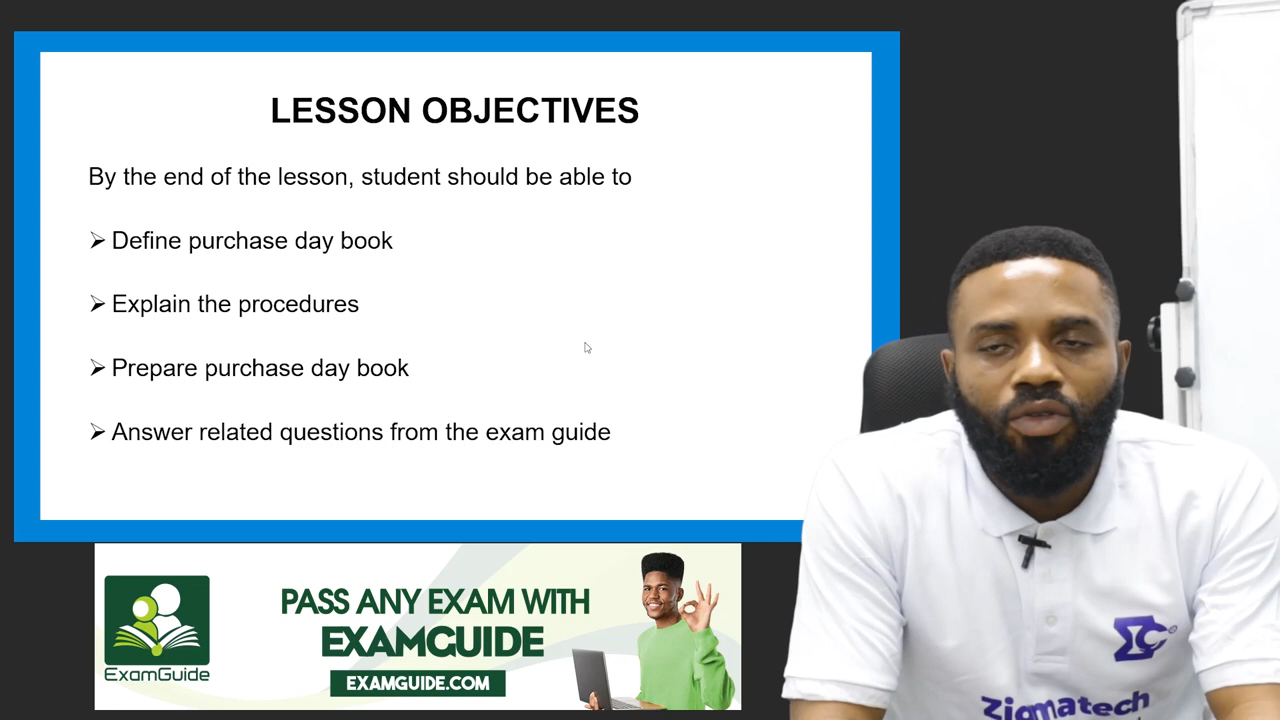 LESSON OBJECTIVES
By the end of the lesson, student should be able to
➢ Define purchase day book
➢ Explain the procedures
➢ Prepare purchase day book
➢ Answer related questions from the exam guide
PASS ANY EXAM WITH
EXAMGUIDE
EXAMGUIDE.COM
ExamGuide
Zigmatech